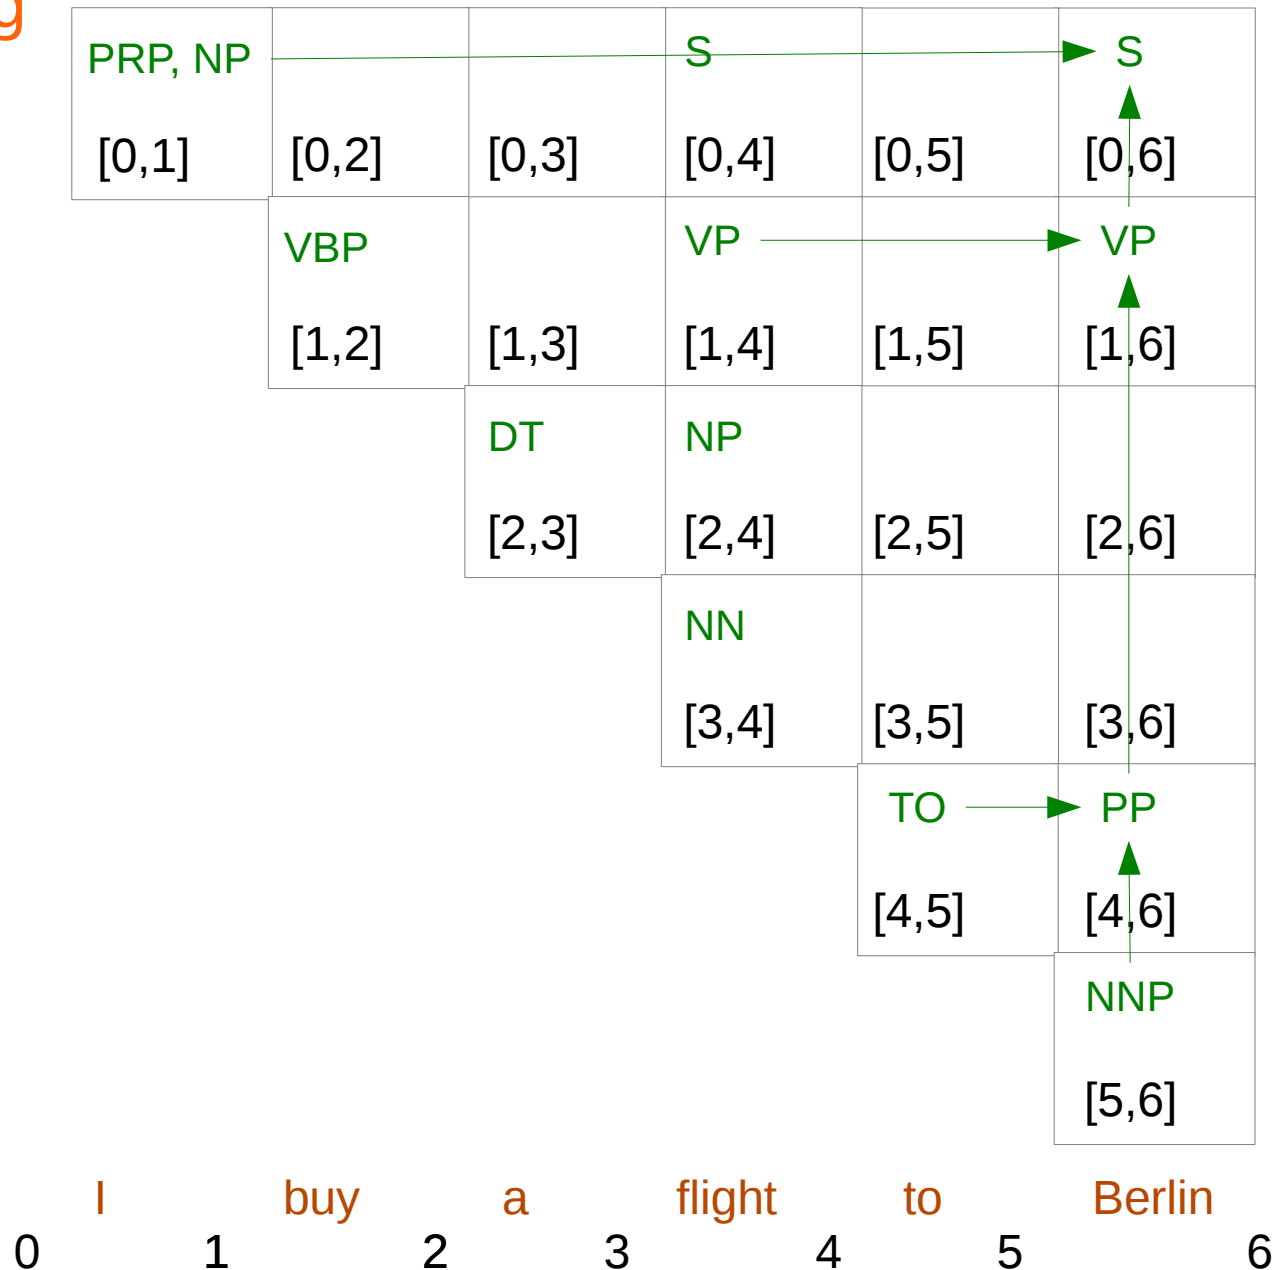 g
PRP, NP S S
[0,1] [0,2] [0,3] [0,4] [0,5] [0,6]
VBP VP VP
[1,2] [1,3] [1,4] [1,5] [1,6]
DT NP
[2,3] [2,4] [2,5] [2,6]
NN
[3,4] [3,5] [3,6]
TO PP
[4,5] [4,6]
NNP
[5,6]
I buy a flight to Berlin
0 1 2 3 4 5 6